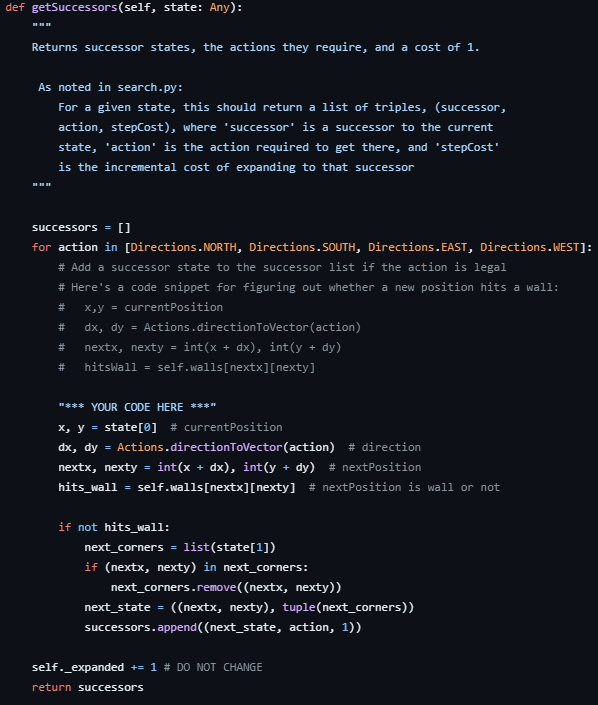 def getSuccessors(self, state: Any):
    """
    Returns successor states, the actions they require, and a cost of 1.

     As noted in search.py:
        For a given state, this should return a list of triples, (successor,
        action, stepCost), where 'successor' is a successor to the current
        state, 'action' is the action required to get there, and 'stepCost'
        is the incremental cost of expanding to that successor
    """

    successors = []
    for action in [Directions.NORTH, Directions.SOUTH, Directions.EAST, Directions.WEST]:
        # Add a successor state to the successor list if the action is legal
        # Here's a code snippet for figuring out whether a new position hits a wall:
        #   x,y = currentPosition
        #   dx, dy = Actions.directionToVector(action)
        #   nextx, nexty = int(x + dx), int(y + dy)
        #   hitsWall = self.walls[nextx][nexty]

        "*** YOUR CODE HERE ***"
        x, y = state[0]  # currentPosition
        dx, dy = Actions.directionToVector(action)  # direction
        nextx, nexty = int(x + dx), int(y + dy)  # nextPosition
        hits_wall = self.walls[nextx][nexty]  # nextPosition is wall or not

        if not hits_wall:
            next_corners = list(state[1])
            if (nextx, nexty) in next_corners:
                next_corners.remove((nextx, nexty))
            next_state = ((nextx, nexty), tuple(next_corners))
            successors.append((next_state, action, 1))

    self._expanded += 1 # DO NOT CHANGE
    return successors